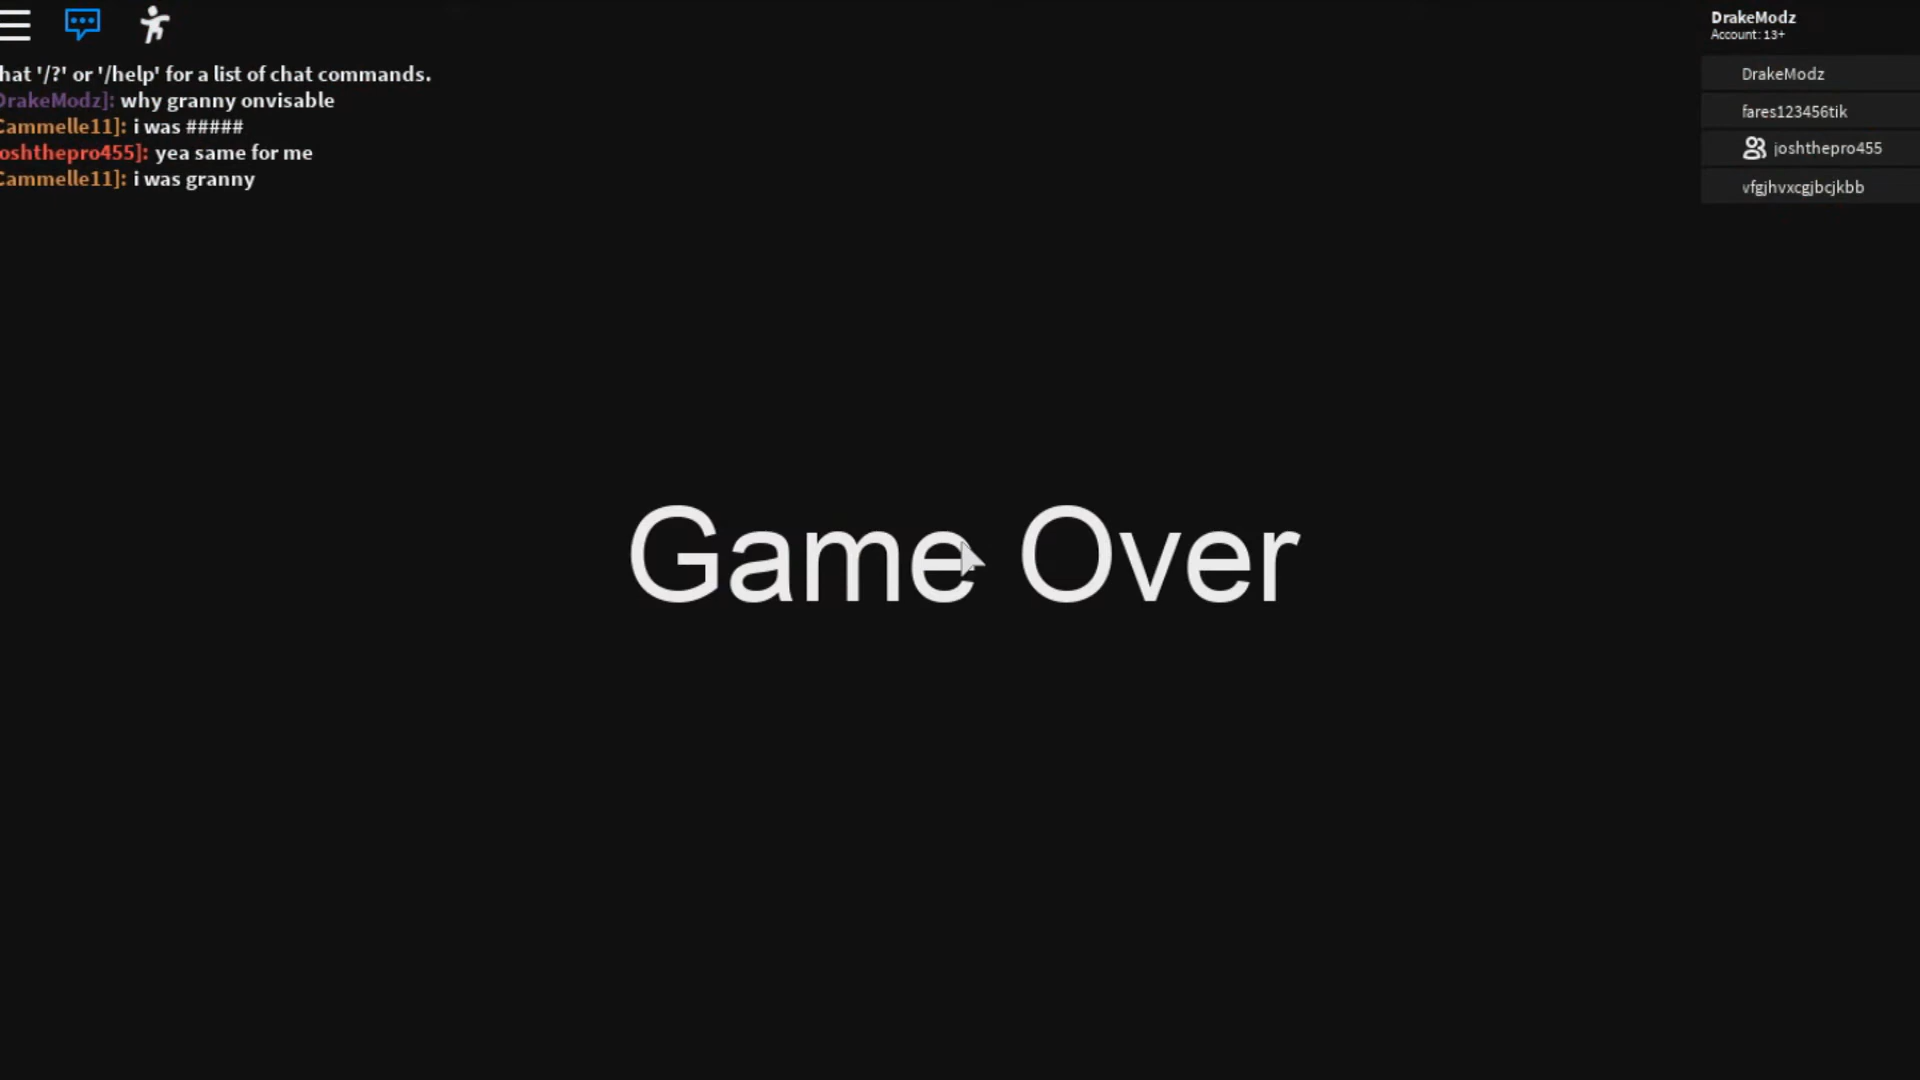 hat '/?' or '/help' for a list of chat commands.
DrakeModz]: why granny onvisable
Cammelle11]: i was #####
oshthepro455]: yea same for me
Cammelle11]: i was granny
DrakeModz
Account: 13+
DrakeModz
fares123456tik
joshthepro455
vfgjhvxcgjbcjkbb
Game Over